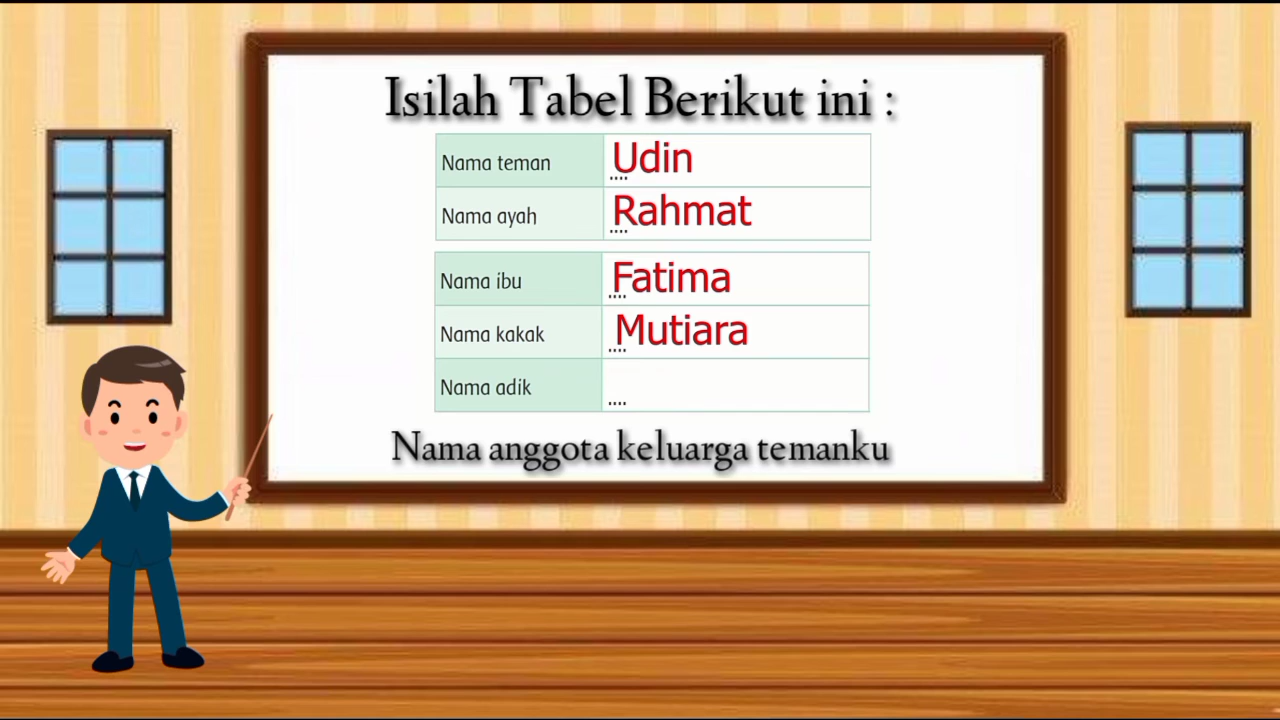 Isilah Tabel Berikut ini :
Nama teman .... Udin
Nama ayah .... Rahmat
Nama ibu .... Fatima
Nama kakak .... Mutiara
Nama adik ....
Nama anggota keluarga temanku